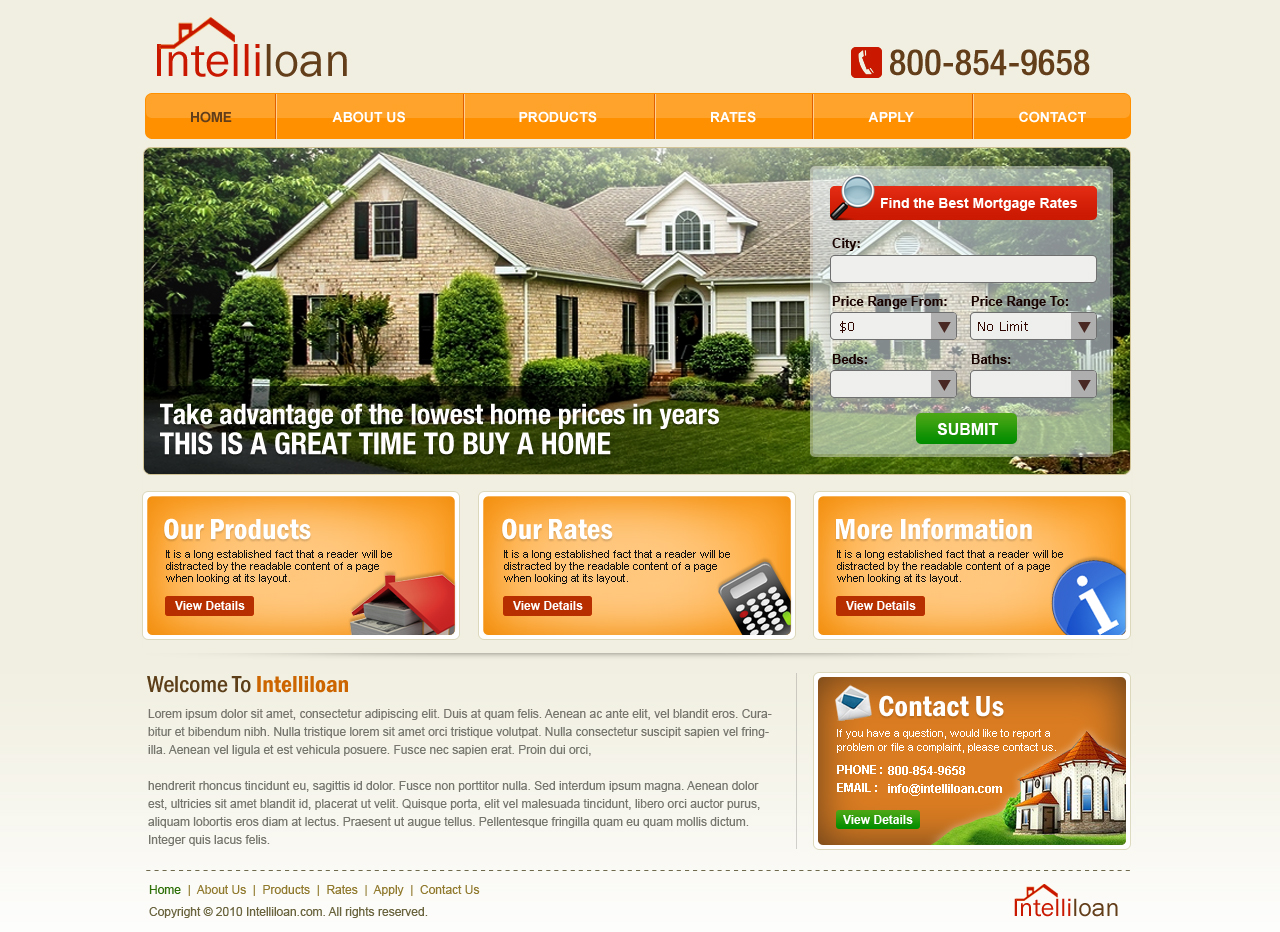 Intelliloan
800-854-9658
HOME ABOUT US PRODUCTS RATES APPLY CONTACT
Find the Best Mortgage Rates
City:
Price Range From: Price Range To:
$0 No Limit
Beds: Baths:
SUBMIT
Take advantage of the lowest home prices in years
THIS IS A GREAT TIME TO BUY A HOME
Our Products
It is a long established fact that a reader will be
distracted by the readable content of a page
when looking at its layout.
View Details
Our Rates
It is a long established fact that a reader will be
distracted by the readable content of a page
when looking at its layout.
View Details
More Information
It is a long established fact that a reader will be
distracted by the readable content of a page
when looking at its layout.
View Details
Welcome To Intelliloan
Lorem ipsum dolor sit amet, consectetur adipiscing elit. Duis at quam felis. Aenean ac ante elit, vel blandit eros. Cura-
bitur et bibendum nibh. Nulla tristique lorem sit amet orci tristique volutpat. Nulla consectetur suscipit sapien vel fring-
illa. Aenean vel ligula et est vehicula posuere. Fusce nec sapien erat. Proin dui orci,
hendrerit rhoncus tincidunt eu, sagittis id dolor. Fusce non porttitor nulla. Sed interdum ipsum magna. Aenean dolor
est, ultricies sit amet blandit id, placerat ut velit. Quisque porta, elit vel malesuada tincidunt, libero orci auctor purus,
aliquam lobortis eros diam at lectus. Praesent ut augue tellus. Pellentesque fringilla quam eu quam mollis dictum.
Integer quis lacus felis.
Contact Us
If you have a question, would like to report a
problem or file a complaint, please contact us.
PHONE : 800-854-9658
EMAIL : info@intelliloan.com
View Details
Home | About Us | Products | Rates | Apply | Contact Us
Copyright © 2010 Intelliloan.com. All rights reserved.
Intelliloan